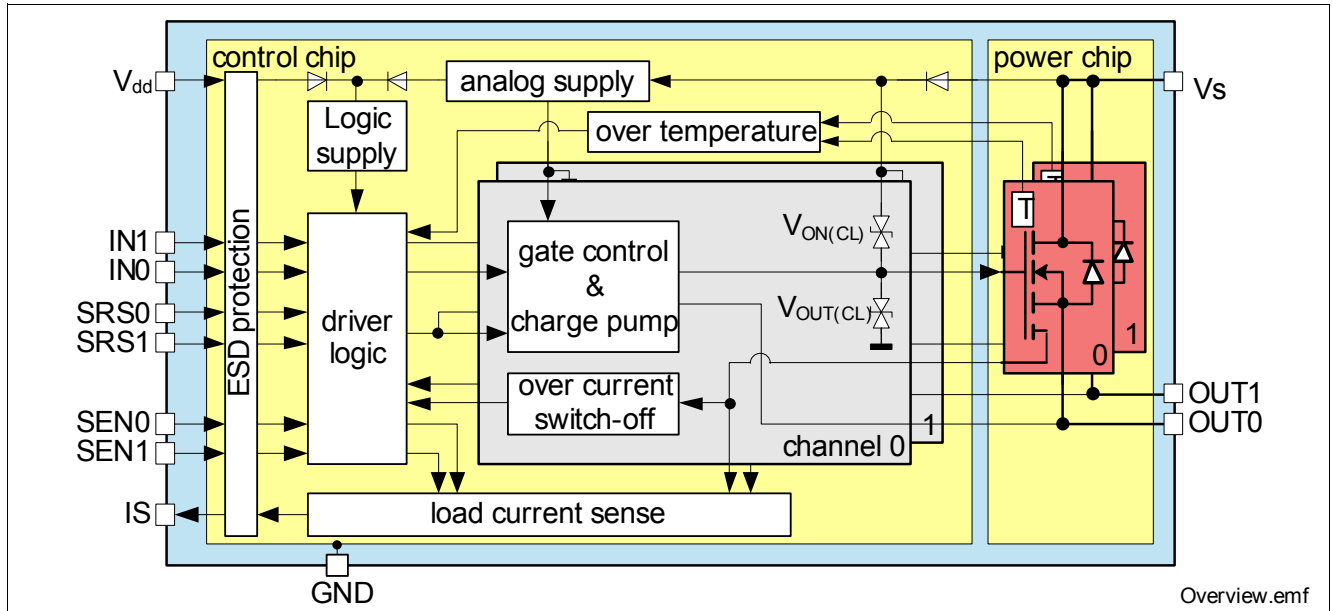 control chip
power chip
Vdd
analog supply
Vs
Logic
supply
over temperature
T
T
IN1
IN0
SRS0
SRS1
SEN0
SEN1
IS
ESD protection
driver
logic
gate control
&
charge pump
VON(CL)
VOUT(CL)
over current
switch-off
1
channel 0
1
0
OUT1
OUT0
load current sense
GND
Overview.emf